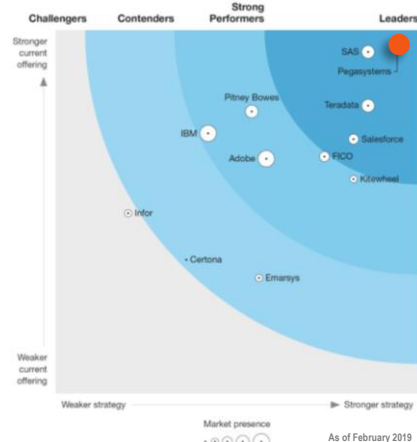 Challengers Contenders Strong Performers Leaders
Stronger
current
offering
SAS
Pegasystems
Pitney Bowes
Teradata
IBM
Salesforce
Adobe
FICO
Kitewheel
Infor
Certona
Emarsys
Weaker
current
offering
Weaker strategy Stronger strategy
Market presence
As of February 2019